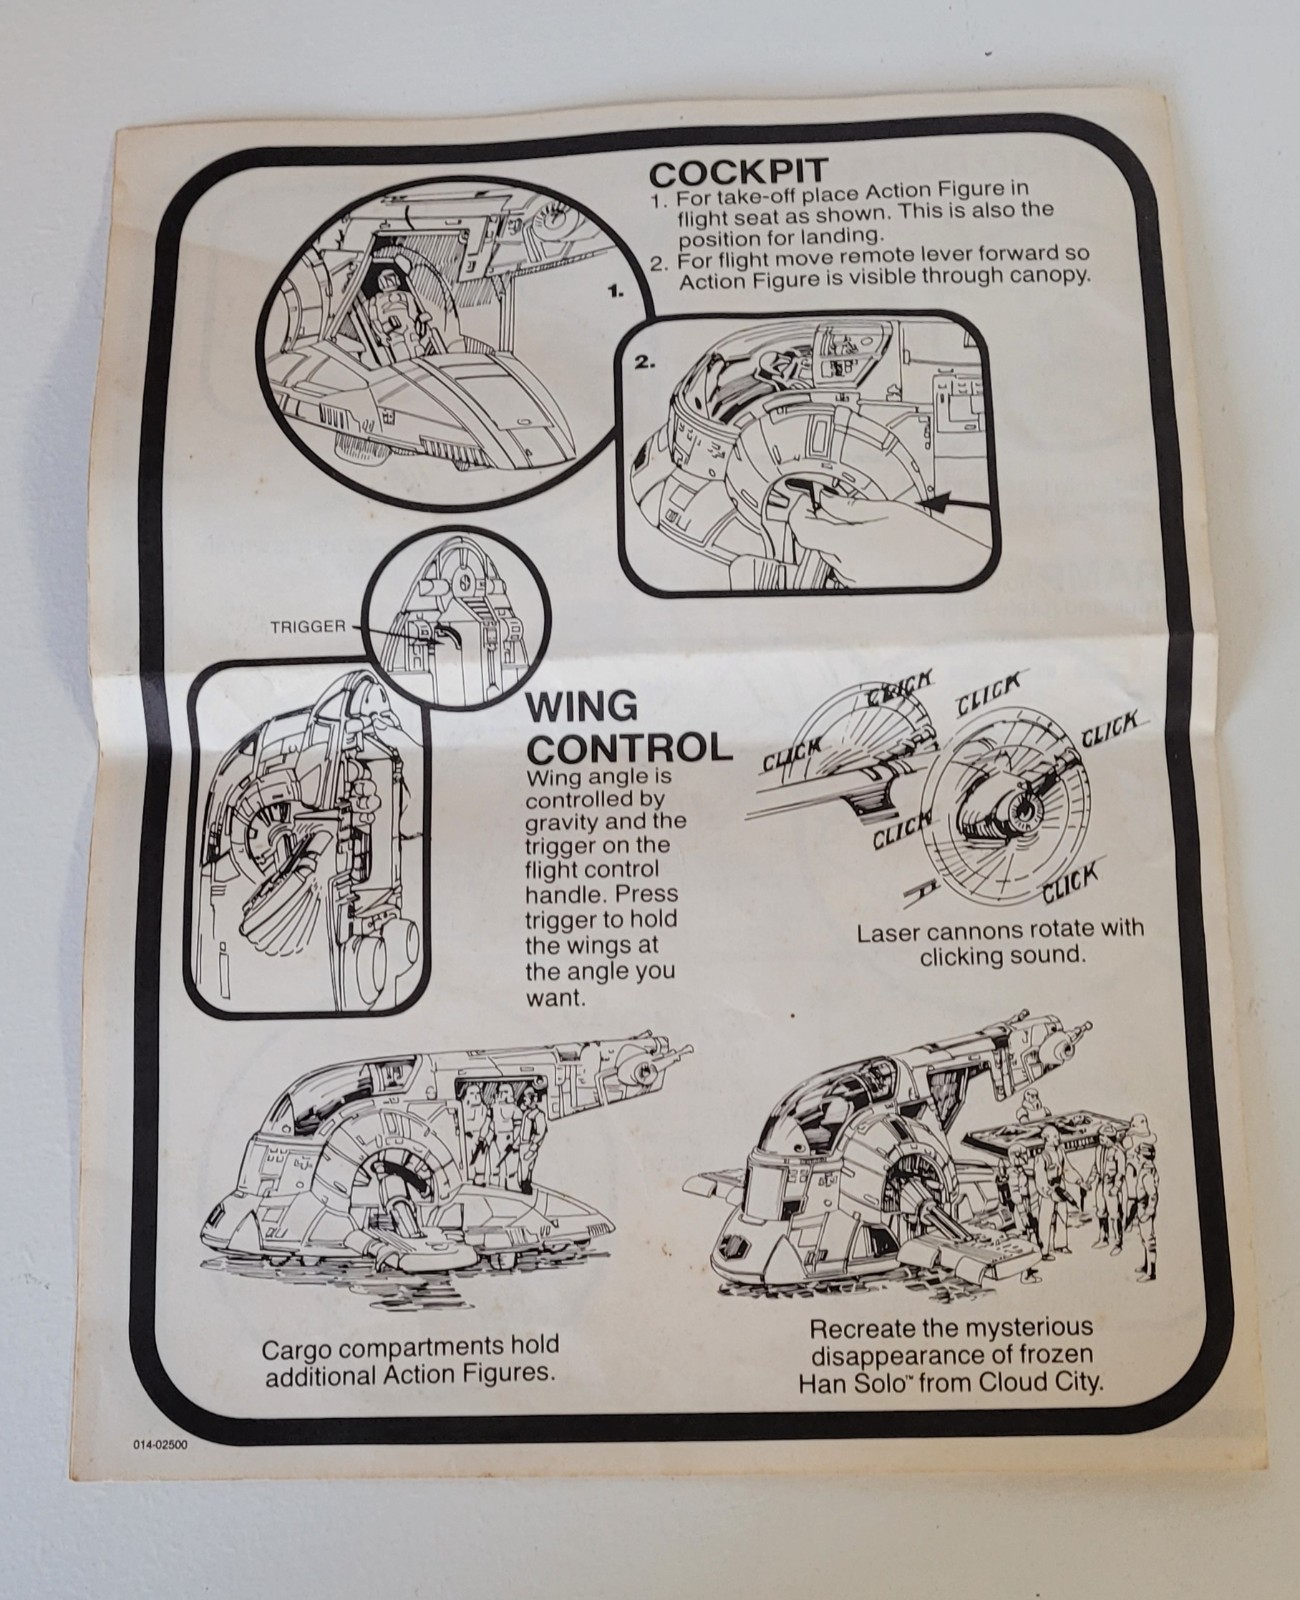 COCKPIT
1. For take-off place Action Figure in
flight seat as shown. This is also the
position for landing.
2. For flight move remote lever forward so
Action Figure is visible through canopy.
1.
2.
TRIGGER
WING
CONTROL
Wing angle is
controlled by
gravity and the
trigger on the
flight control
handle. Press
trigger to hold
the wings at
the angle you
want.
CLICK
CLICK
CLICK
CLICK
CLICK
CLICK
Laser cannons rotate with
clicking sound.
Cargo compartments hold
additional Action Figures.
Recreate the mysterious
disappearance of frozen
Han Solo™ from Cloud City.
014-02500